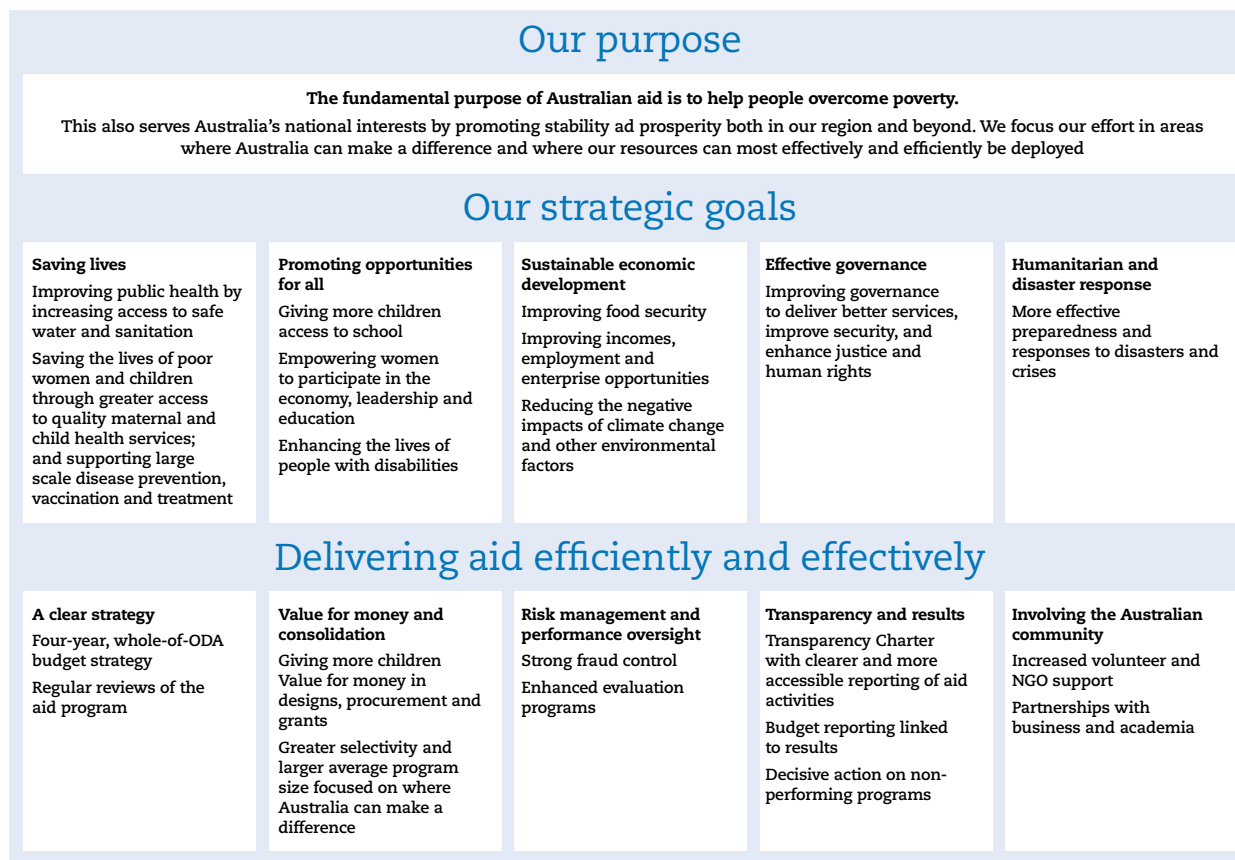 Our purpose
The fundamental purpose of Australian aid is to help people overcome poverty.
This also serves Australia's national interests by promoting stability ad prosperity both in our region and beyond. We focus our effort in areas
where Australia can make a difference and where our resources can most effectively and efficiently be deployed
Our strategic goals
Saving lives
Improving public health by
increasing access to safe
water and sanitation
Saving the lives of poor
women and children
through greater access
to quality maternal and
child health services;
and supporting large
scale disease prevention,
vaccination and treatment
Promoting opportunities
for all
Giving more children
access to school
Empowering women
to participate in the
economy, leadership and
education
Enhancing the lives of
people with disabilities
Sustainable economic
development
Improving food security
Improving incomes,
employment and
enterprise opportunities
Reducing the negative
impacts of climate change
and other environmental
factors
Effective governance
Improving governance
to deliver better services,
improve security, and
enhance justice and
human rights
Humanitarian and
disaster response
More effective
preparedness and
responses to disasters and
crises
Delivering aid efficiently and effectively
A clear strategy
Four-year, whole-of-ODA
budget strategy
Regular reviews of the
aid program
Value for money and
consolidation
Giving more children
Value for money in
designs, procurement and
grants
Greater selectivity and
larger average program
size focused on where
Australia can make a
difference
Risk management and
performance oversight
Strong fraud control
Enhanced evaluation
programs
Transparency and results
Transparency Charter
with clearer and more
accessible reporting of aid
activities
Budget reporting linked
to results
Decisive action on non-
performing programs
Involving the Australian
community
Increased volunteer and
NGO support
Partnerships with
business and academia